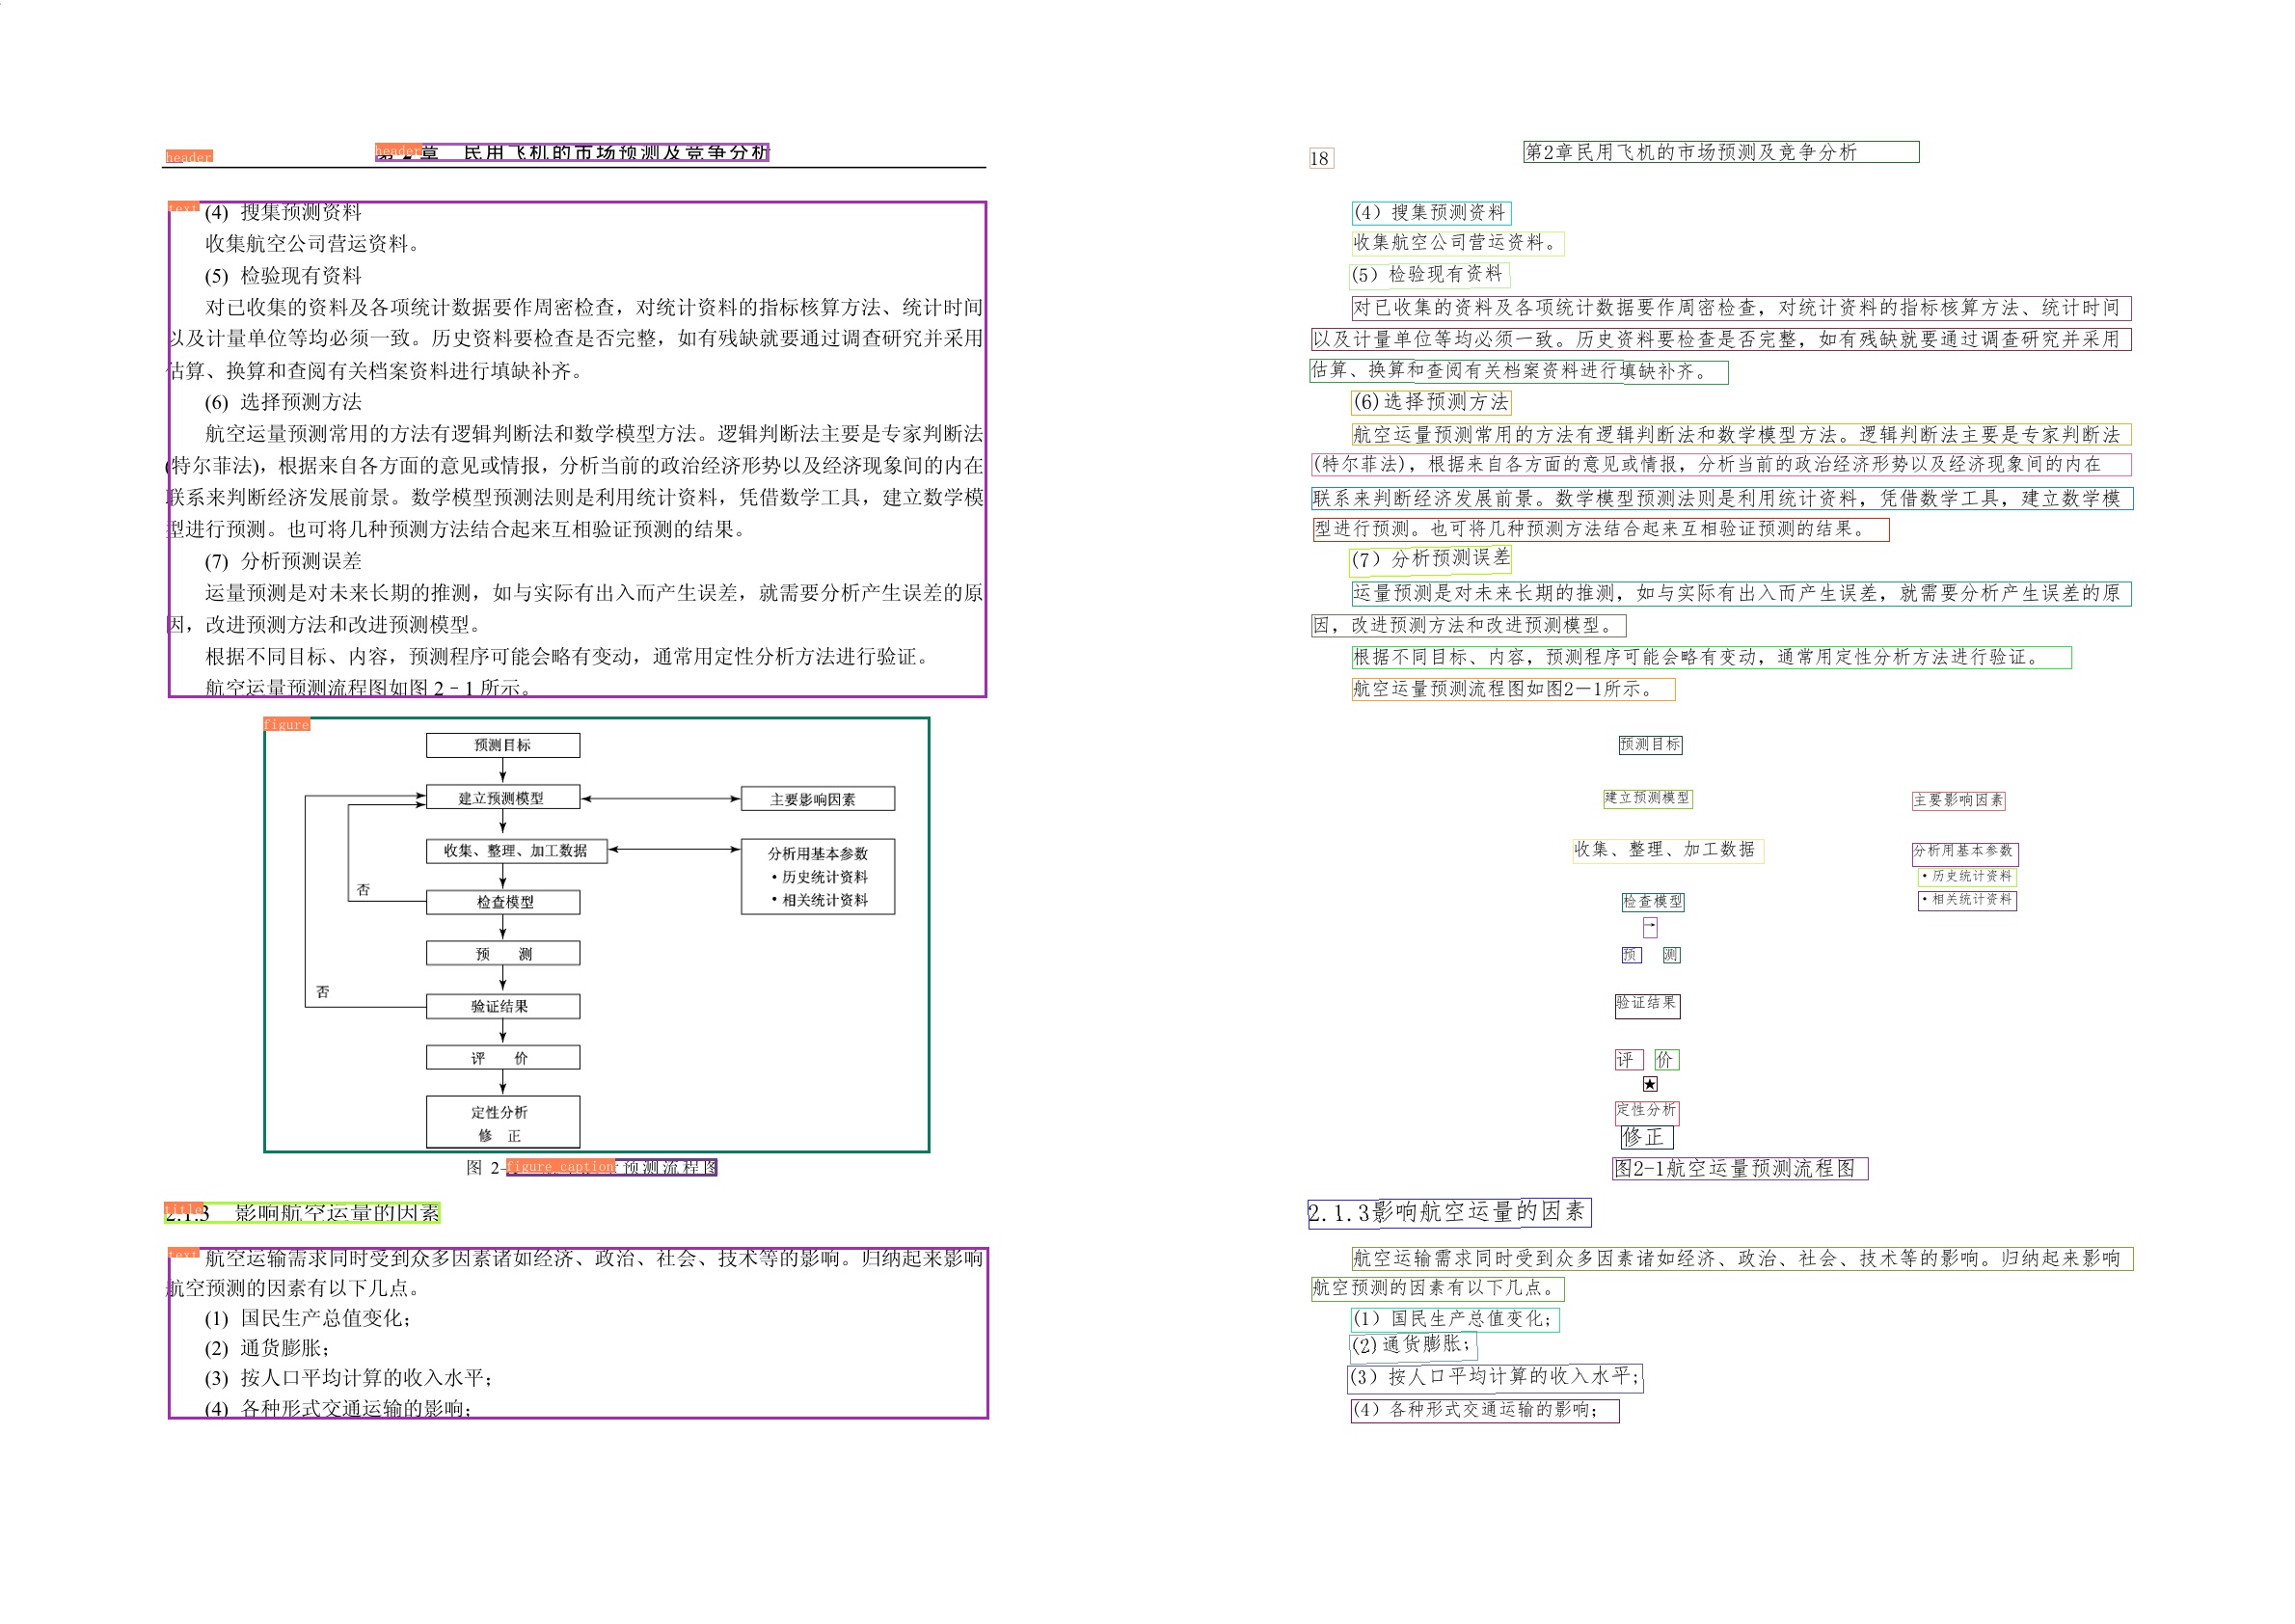 header
header
第 2 章 民用飞机的市场预测及竞争分析
text
(4) 搜集预测资料
收集航空公司营运资料。
(5) 检验现有资料
对已收集的资料及各项统计数据要作周密检查，对统计资料的指标核算方法、统计时间
以及计量单位等均必须一致。历史资料要检查是否完整，如有残缺就要通过调查研究并采用
估算、换算和查阅有关档案资料进行填缺补齐。
(6) 选择预测方法
航空运量预测常用的方法有逻辑判断法和数学模型方法。逻辑判断法主要是专家判断法
(特尔菲法)，根据来自各方面的意见或情报，分析当前的政治经济形势以及经济现象间的内在
联系来判断经济发展前景。数学模型预测法则是利用统计资料，凭借数学工具，建立数学模
型进行预测。也可将几种预测方法结合起来互相验证预测的结果。
(7) 分析预测误差
运量预测是对未来长期的推测，如与实际有出入而产生误差，就需要分析产生误差的原
因，改进预测方法和改进预测模型。
根据不同目标、内容，预测程序可能会略有变动，通常用定性分析方法进行验证。
航空运量预测流程图如图 2－1 所示。
figure
预测目标
建立预测模型
主要影响因素
收集、整理、加工数据
分析用基本参数
·历史统计资料
·相关统计资料
否
检查模型
预 测
否
验证结果
评 价
定性分析
修 正
图 2-
figure_caption
预测流程图
title
2.1.3 影响航空运量的因素
text
航空运输需求同时受到众多因素诸如经济、政治、社会、技术等的影响。归纳起来影响
航空预测的因素有以下几点。
(1) 国民生产总值变化；
(2) 通货膨胀；
(3) 按人口平均计算的收入水平；
(4) 各种形式交通运输的影响；
18
第2章民用飞机的市场预测及竞争分析
(4) 搜集预测资料
收集航空公司营运资料。
(5) 检验现有资料
对已收集的资料及各项统计数据要作周密检查，对统计资料的指标核算方法、统计时间
以及计量单位等均必须一致。历史资料要检查是否完整，如有残缺就要通过调查研究并采用
估算、换算和查阅有关档案资料进行填缺补齐。
(6)选择预测方法
航空运量预测常用的方法有逻辑判断法和数学模型方法。逻辑判断法主要是专家判断法
(特尔菲法)，根据来自各方面的意见或情报，分析当前的政治经济形势以及经济现象间的内在
联系来判断经济发展前景。数学模型预测法则是利用统计资料，凭借数学工具，建立数学模
型进行预测。也可将几种预测方法结合起来互相验证预测的结果。
(7) 分析预测误差
运量预测是对未来长期的推测，如与实际有出入而产生误差，就需要分析产生误差的原
因，改进预测方法和改进预测模型。
根据不同目标、内容，预测程序可能会略有变动，通常用定性分析方法进行验证。
航空运量预测流程图如图2－1所示。
预测目标
建立预测模型
主要影响因素
收集、整理、加工数据
分析用基本参数
·历史统计资料
·相关统计资料
检查模型
→
预 测
验证结果
评 价
★
定性分析
修正
图2-1航空运量预测流程图
2.1.3影响航空运量的因素
航空运输需求同时受到众多因素诸如经济、政治、社会、技术等的影响。归纳起来影响
航空预测的因素有以下几点。
(1) 国民生产总值变化；
(2)通货膨胀；
(3) 按人口平均计算的收入水平；
(4) 各种形式交通运输的影响；